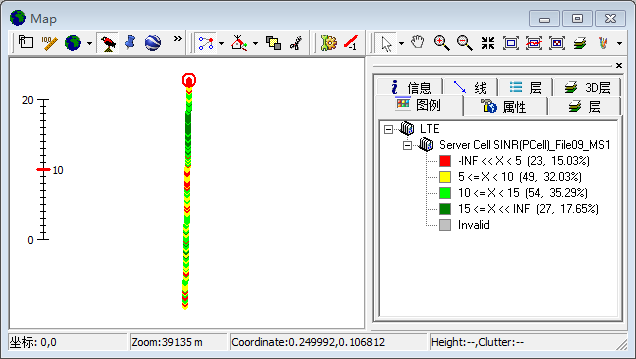 Map
100
-1
20
10
0
信息
线
层
3D层
图例
属性
层
LTE
Server Cell SINR(PCell)_File09_MS1
-INF << X < 5 (23, 15.03%)
5 <= X < 10 (49, 32.03%)
10 <= X < 15 (54, 35.29%)
15 <= X << INF (27, 17.65%)
Invalid
坐标: 0,0
Zoom:39135 m
Coordinate:0.249992,0.106812
Height:--,Clutter:--